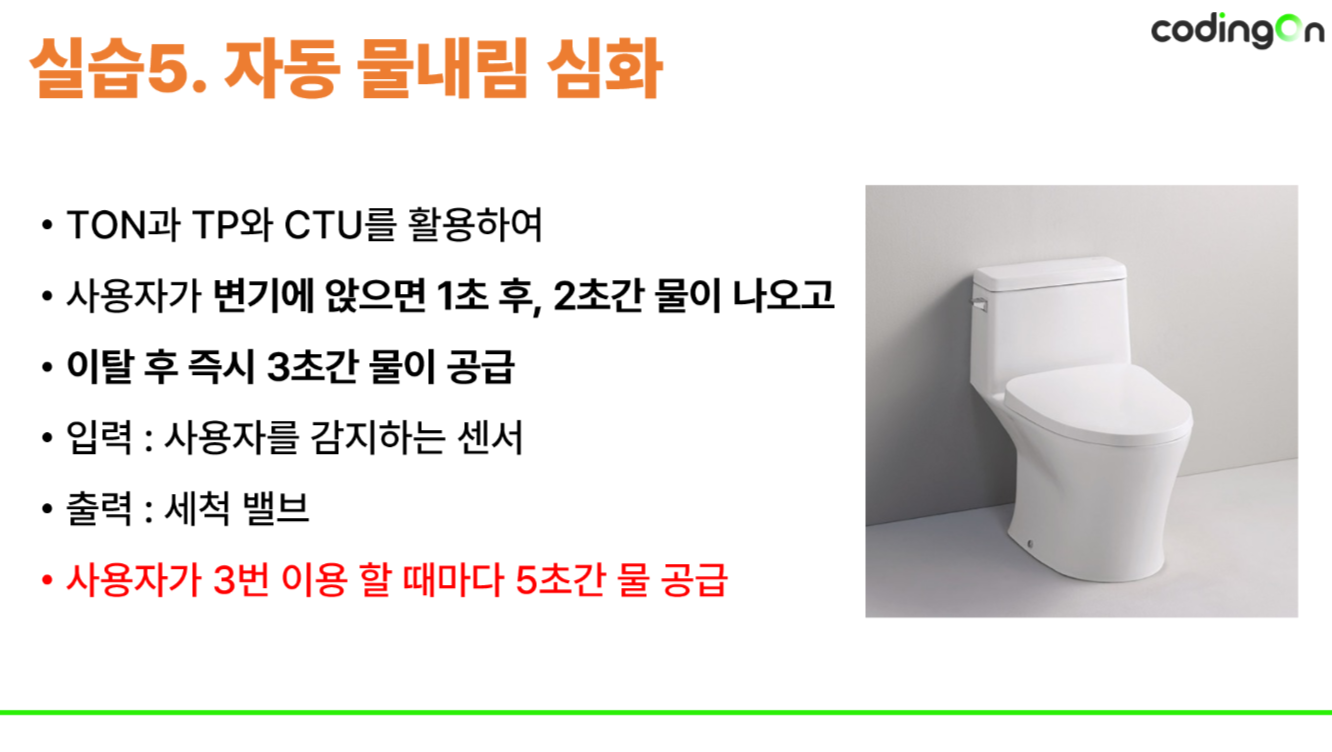 codingOn
실습5. 자동 물내림 심화
• TON과 TP와 CTU를 활용하여
• 사용자가 변기에 앉으면 1초 후, 2초간 물이 나오고
• 이탈 후 즉시 3초간 물이 공급
• 입력 : 사용자를 감지하는 센서
• 출력 : 세척 밸브
• 사용자가 3번 이용 할 때마다 5초간 물 공급